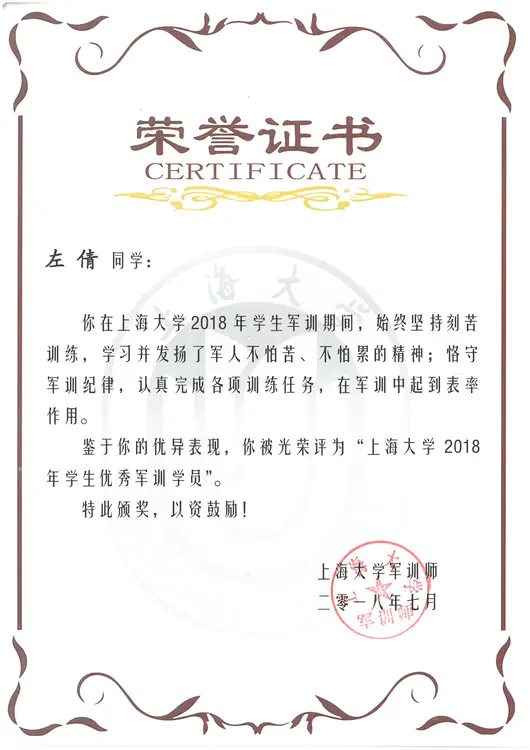 荣誉证书
CERTIFICATE
左倩 同学：
上海大学
你在上海大学2018年学生军训期间，始终坚持刻苦
训练，学习并发扬了军人不怕苦、不怕累的精神；恪守
军训纪律，认真完成各项训练任务，在军训中起到表率
作用。
鉴于你的优异表现，你被光荣评为“上海大学 2018
年学生优秀军训学员”。
特此颁奖，以资鼓励！
上海大学军训师
二零一八年七月
上海大学
军训师